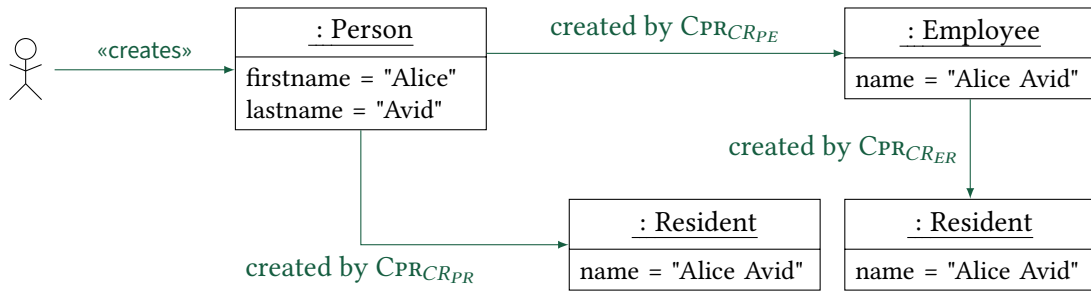 : Person
created by CPR_{CR_{PE}}
: Employee
«creates»
firstname = "Alice"
lastname = "Avid"
name = "Alice Avid"
created by CPR_{CR_{ER}}
: Resident
: Resident
created by CPR_{CR_{PR}}
name = "Alice Avid"
name = "Alice Avid"